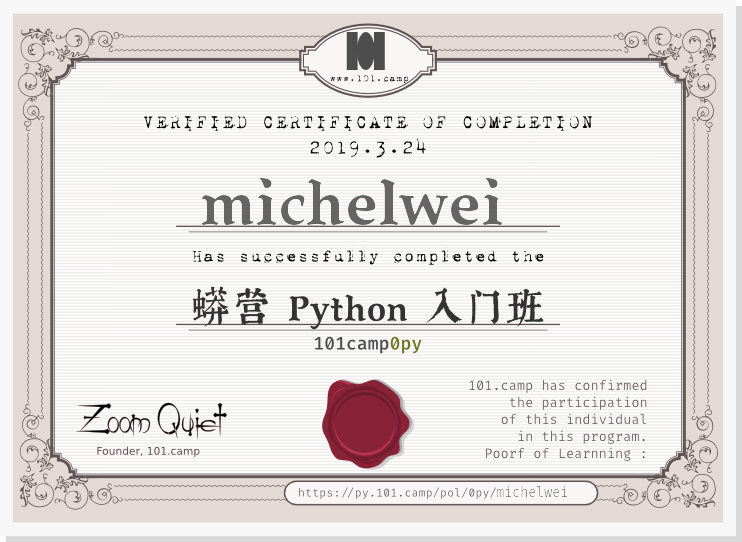 101
www.101.camp
VERIFIED CERTIFICATE OF COMPLETION
2019.3.24
michelwei
Has successfully completed the
蟒营 Python 入门班
101camp0py
Zoom Quiet
Founder, 101.camp
101.camp has confirmed
the participation
of this individual
in this program.
Poorf of Learnning :
https://py.101.camp/pol/0py/michelwei